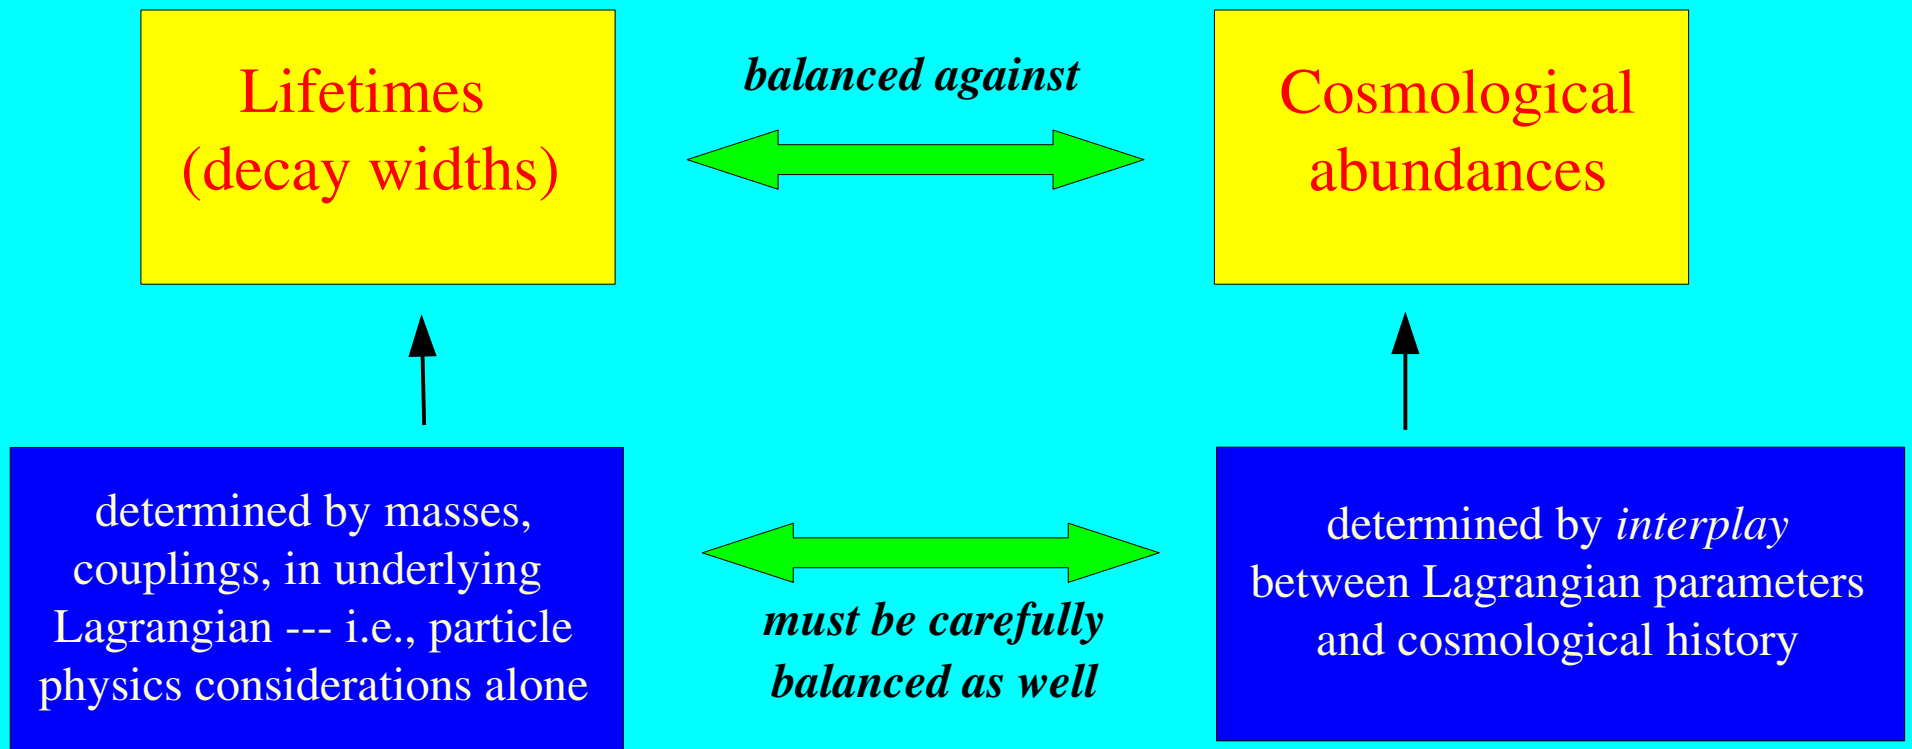 Lifetimes
(decay widths)
balanced against
Cosmological
abundances
determined by masses,
couplings, in underlying
Lagrangian --- i.e., particle
physics considerations alone
must be carefully
balanced as well
determined by interplay
between Lagrangian parameters
and cosmological history